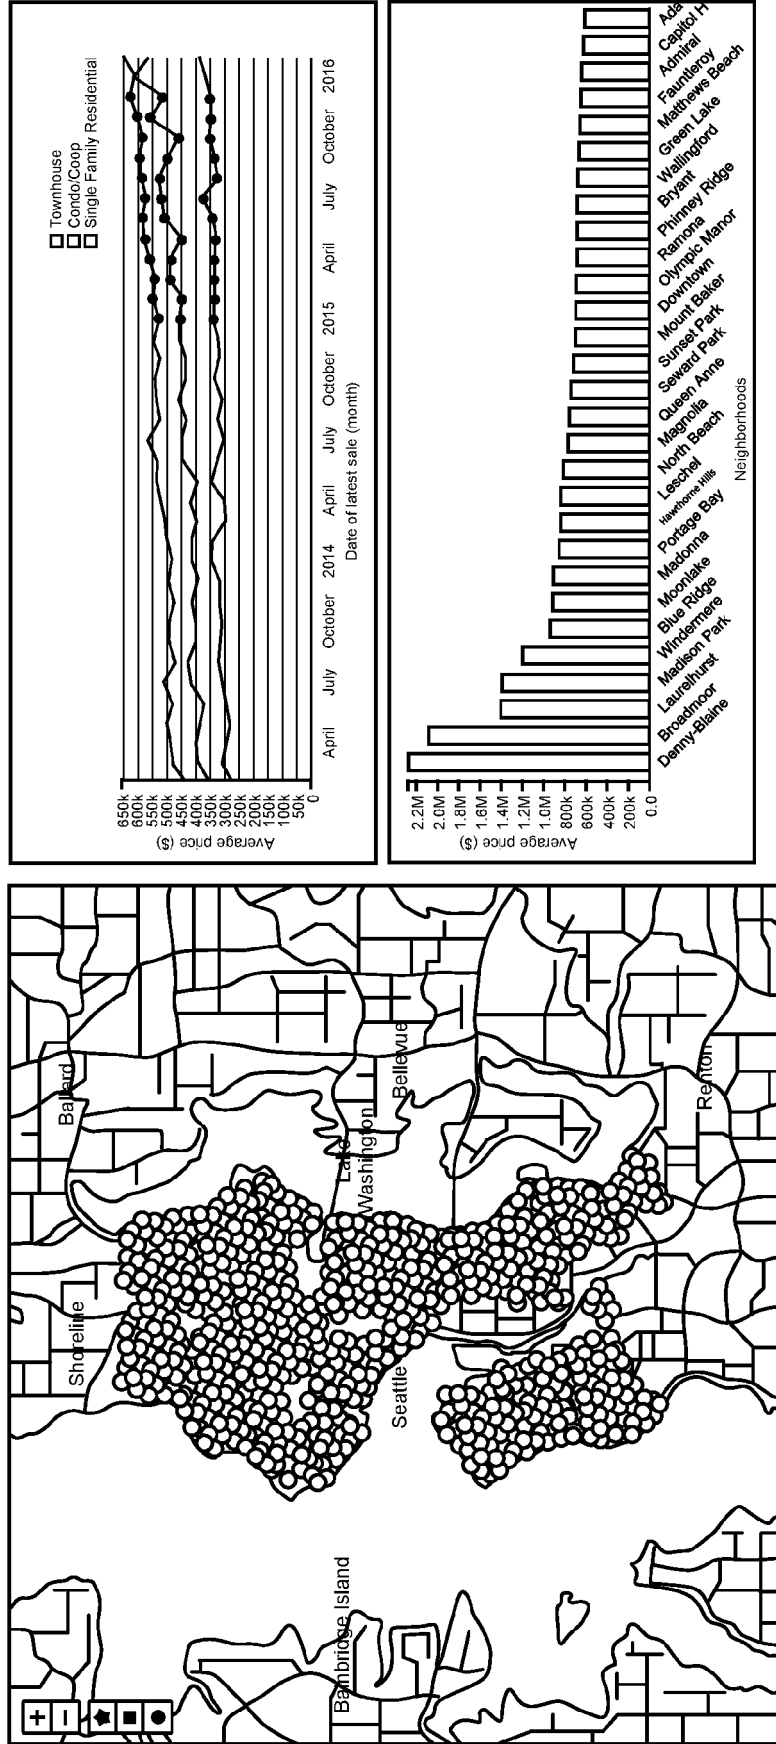 +
−
Shoreline
Ballerd
Bambridge Island
Lake
Washington
Seattle
Bellevue
Renton
Townhouse
Condo/Coop
Single Family Residential
Average price ($)
650k
600k
550k
500k
450k
400k
350k
300k
250k
200k
150k
100k
50k
0
April July October 2014 April July October 2015 April July October 2016
Date of latest sale (month)
Average price ($)
2.2M
2.0M
1.8M
1.6M
1.4M
1.2M
1.0M
800k
600k
400k
200k
0.0
Denny-Blaine
Broadmoor
Laurelhurst
Madison Park
Windermere
Blue Ridge
Moonlake
Madonna
Portage Bay
Hawthorne Hills
Leschel
North Beach
Magnolia
Queen Anne
Seward Park
Sunset Park
Mount Baker
Downtown
Olympic Manor
Ramona
Phinney Ridge
Bryant
Wallingford
Green Lake
Matthews Beach
Fauntleroy
Admiral
Capitol H
Ada
Neighborhoods